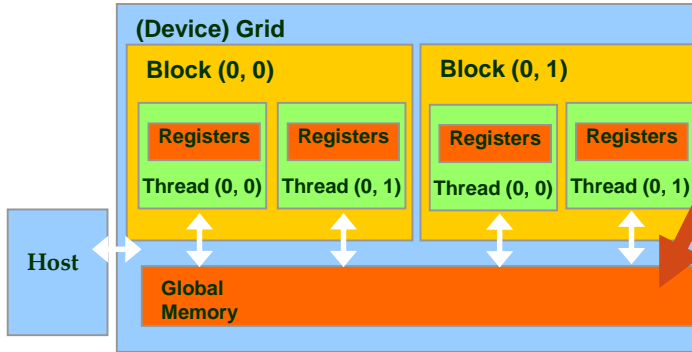 (Device) Grid
Block (0, 0)
Block (0, 1)
Registers
Registers
Registers
Registers
Thread (0, 0)
Thread (0, 1)
Thread (0, 0)
Thread (0, 1)
Host
Global
Memory